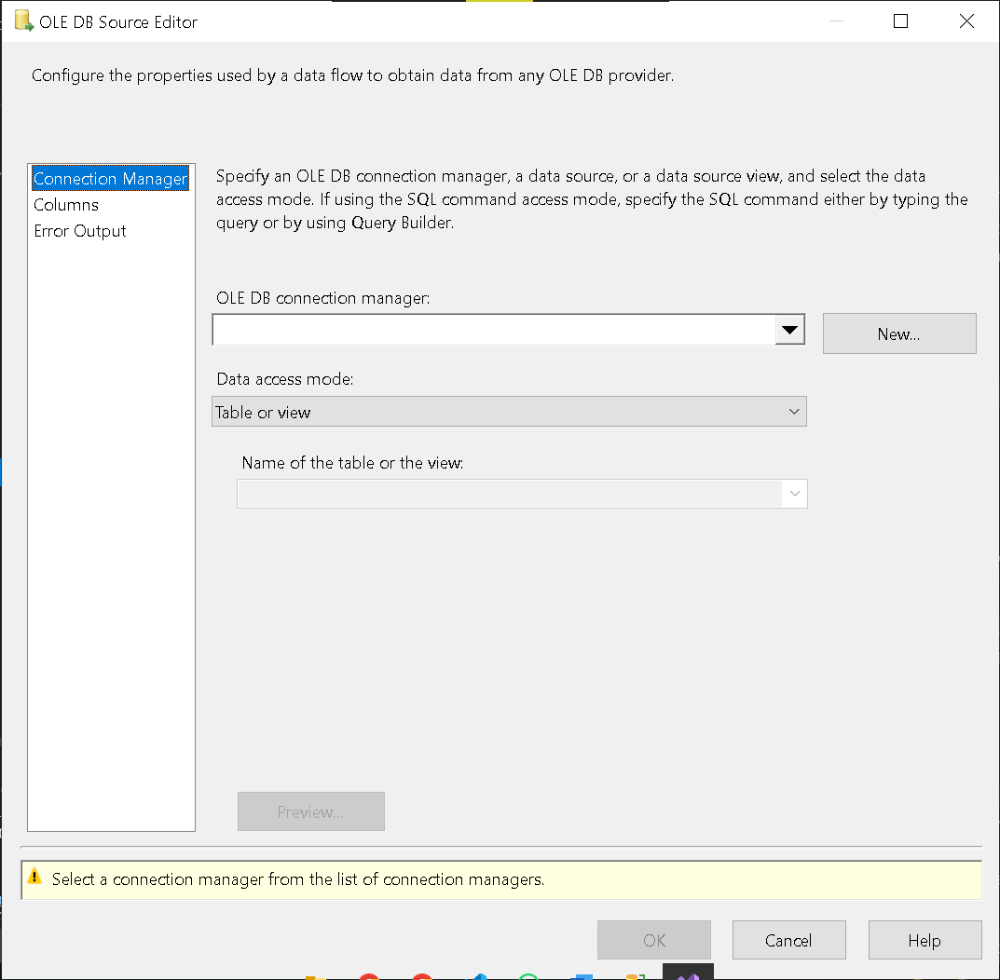 OLE DB Source Editor
Configure the properties used by a data flow to obtain data from any OLE DB provider.
Connection Manager
Columns
Error Output
Specify an OLE DB connection manager, a data source, or a data source view, and select the data
access mode. If using the SQL command access mode, specify the SQL command either by typing the
query or by using Query Builder.
OLE DB connection manager:
New...
Data access mode:
Table or view
Name of the table or the view:
Preview...
Select a connection manager from the list of connection managers.
OK
Cancel
Help